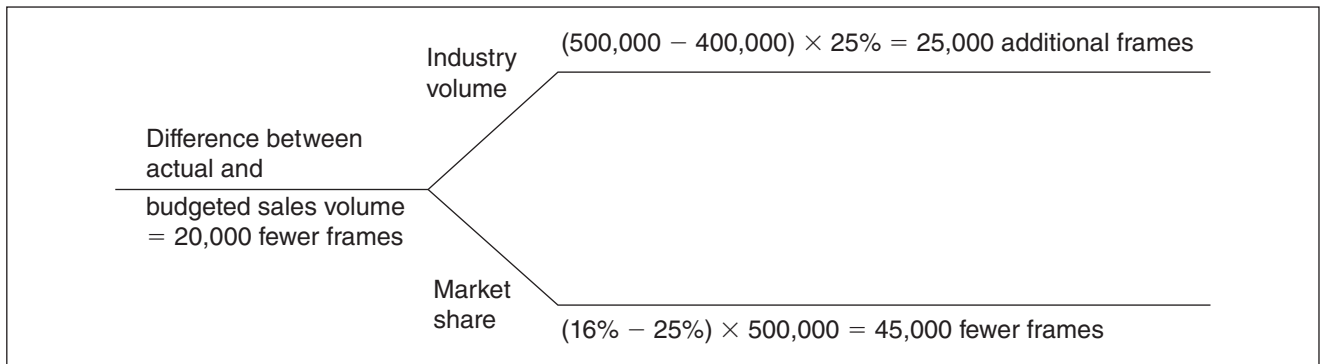 (500,000 − 400,000) × 25% = 25,000 additional frames
Industry
volume
Difference between
actual and
budgeted sales volume
= 20,000 fewer frames
Market
share
(16% − 25%) × 500,000 = 45,000 fewer frames